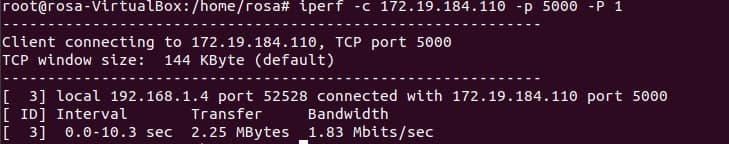 root@rosa-VirtualBox:/home/rosa# iperf -c 172.19.184.110 -p 5000 -P 1
------------------------------------------------------------
Client connecting to 172.19.184.110, TCP port 5000
TCP window size:  144 KByte (default)
------------------------------------------------------------
[  3] local 192.168.1.4 port 52528 connected with 172.19.184.110 port 5000
[ ID] Interval       Transfer     Bandwidth
[  3]  0.0-10.3 sec  2.25 MBytes  1.83 Mbits/sec